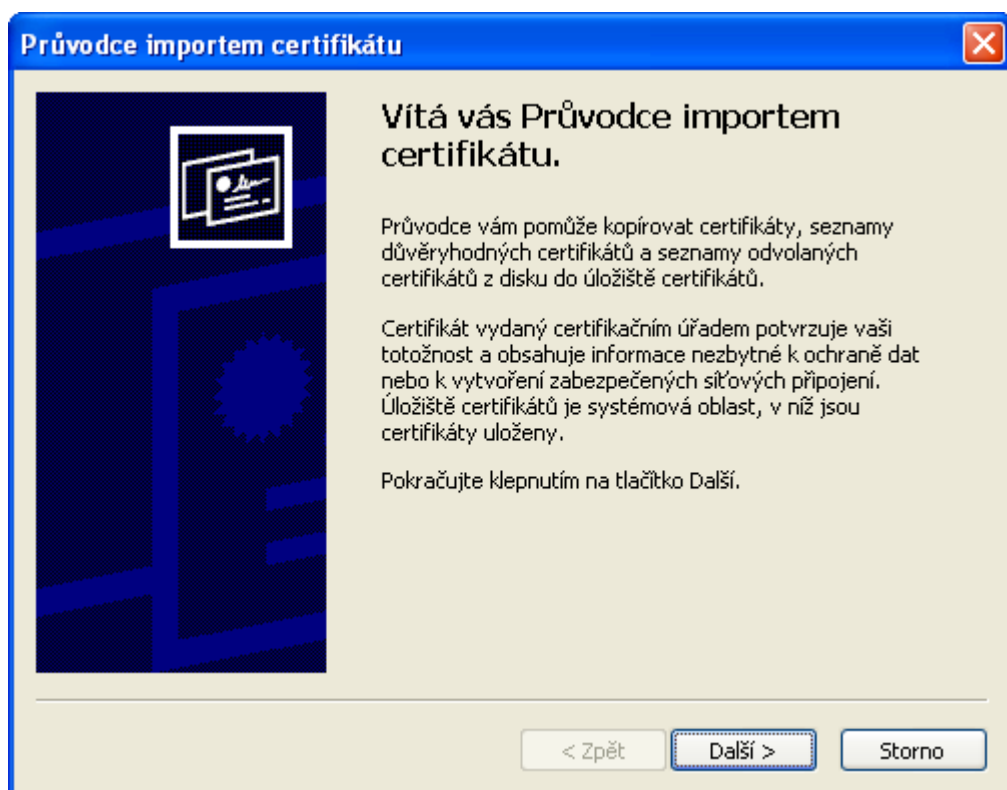 Průvodce importem certifikátu
Vítá vás Průvodce importem
certifikátu.
Průvodce vám pomůže kopírovat certifikáty, seznamy
důvěryhodných certifikátů a seznamy odvolaných
certifikátů z disku do úložiště certifikátů.
Certifikát vydaný certifikačním úřadem potvrzuje vaši
totožnost a obsahuje informace nezbytné k ochraně dat
nebo k vytvoření zabezpečených síťových připojení.
Úložiště certifikátů je systémová oblast, v níž jsou
certifikáty uloženy.
Pokračujte klepnutím na tlačítko Další.
< Zpět
Další >
Storno